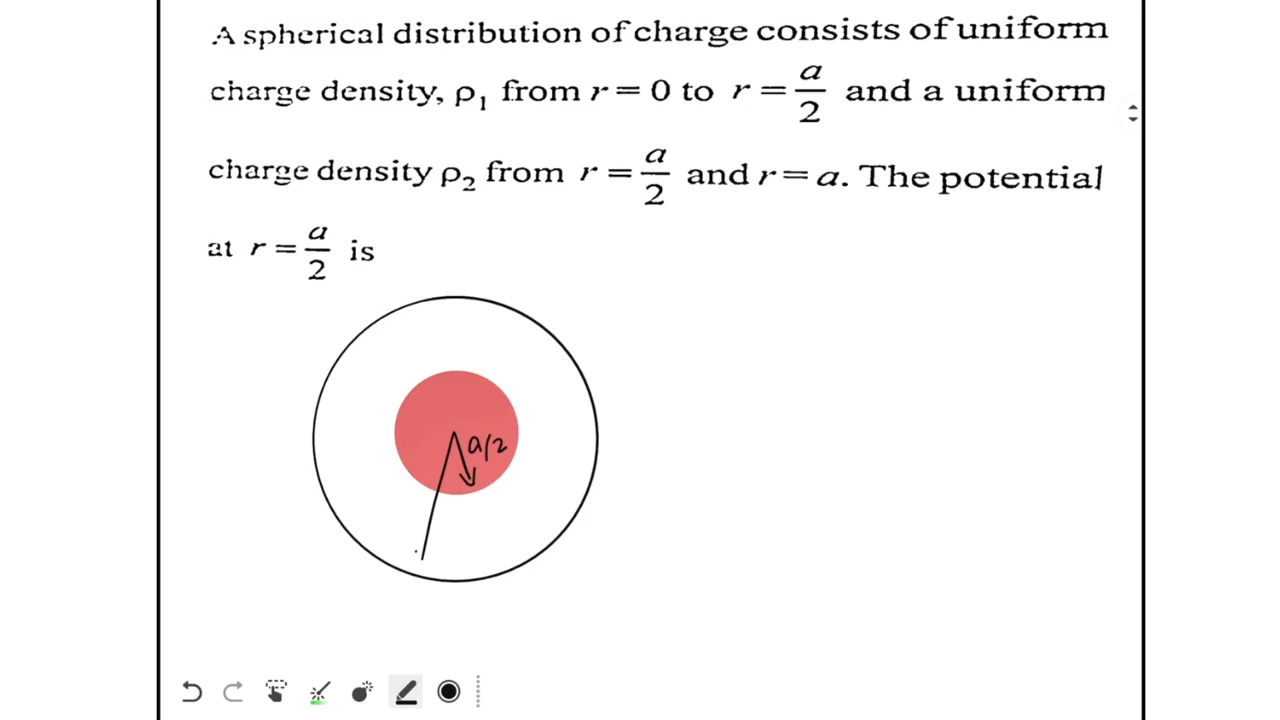 A spherical distribution of charge consists of uniform
charge density, ρ₁ from r = 0 to r = a/2 and a uniform
charge density ρ₂ from r = a/2 and r = a. The potential
at r = a/2 is
a/2